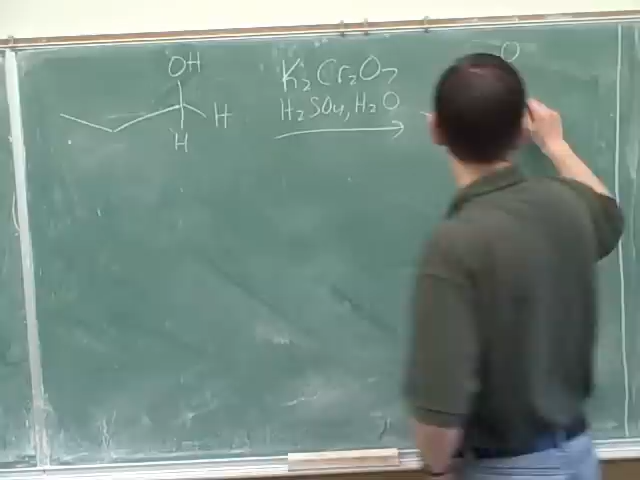 OH
H
H
K₂Cr₂O₇
H₂SO₄, H₂O
O